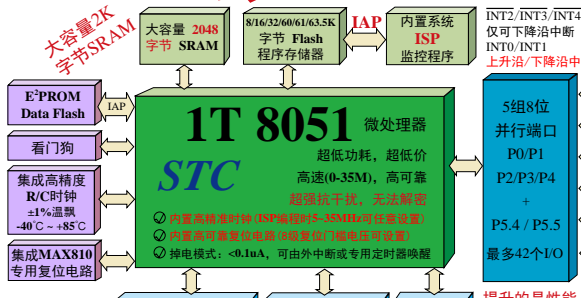 大容量2K
字节SRAM
大容量 2048
字节 SRAM
8/16/32/60/61/63.5K
字节 Flash
程序存储器
IAP
内置系统
ISP
监控程序
INT2/INT3/INT4
仅可下降沿中断
INT0/INT1
上升沿/下降沿中
E²PROM
Data Flash
IAP
看门狗
集成高精度
R/C时钟
±1%温飘
-40℃~+85℃
集成MAX810
专用复位电路
1T 8051 微处理器
STC
超低功耗，超低价
高速(0-35M)，高可靠
超强抗干扰，无法解密
内置高精准时钟(ISP编程时5-35MHz可任意设置)
内置高可靠复位电路(8级复位门槛电压可设置)
掉电模式：<0.1uA，可由外中断或专用定时器唤醒
5组8位
并行端口
P0/P1
P2/P3/P4
+
P5.4 / P5.5
最多42个I/O
提升的是性能